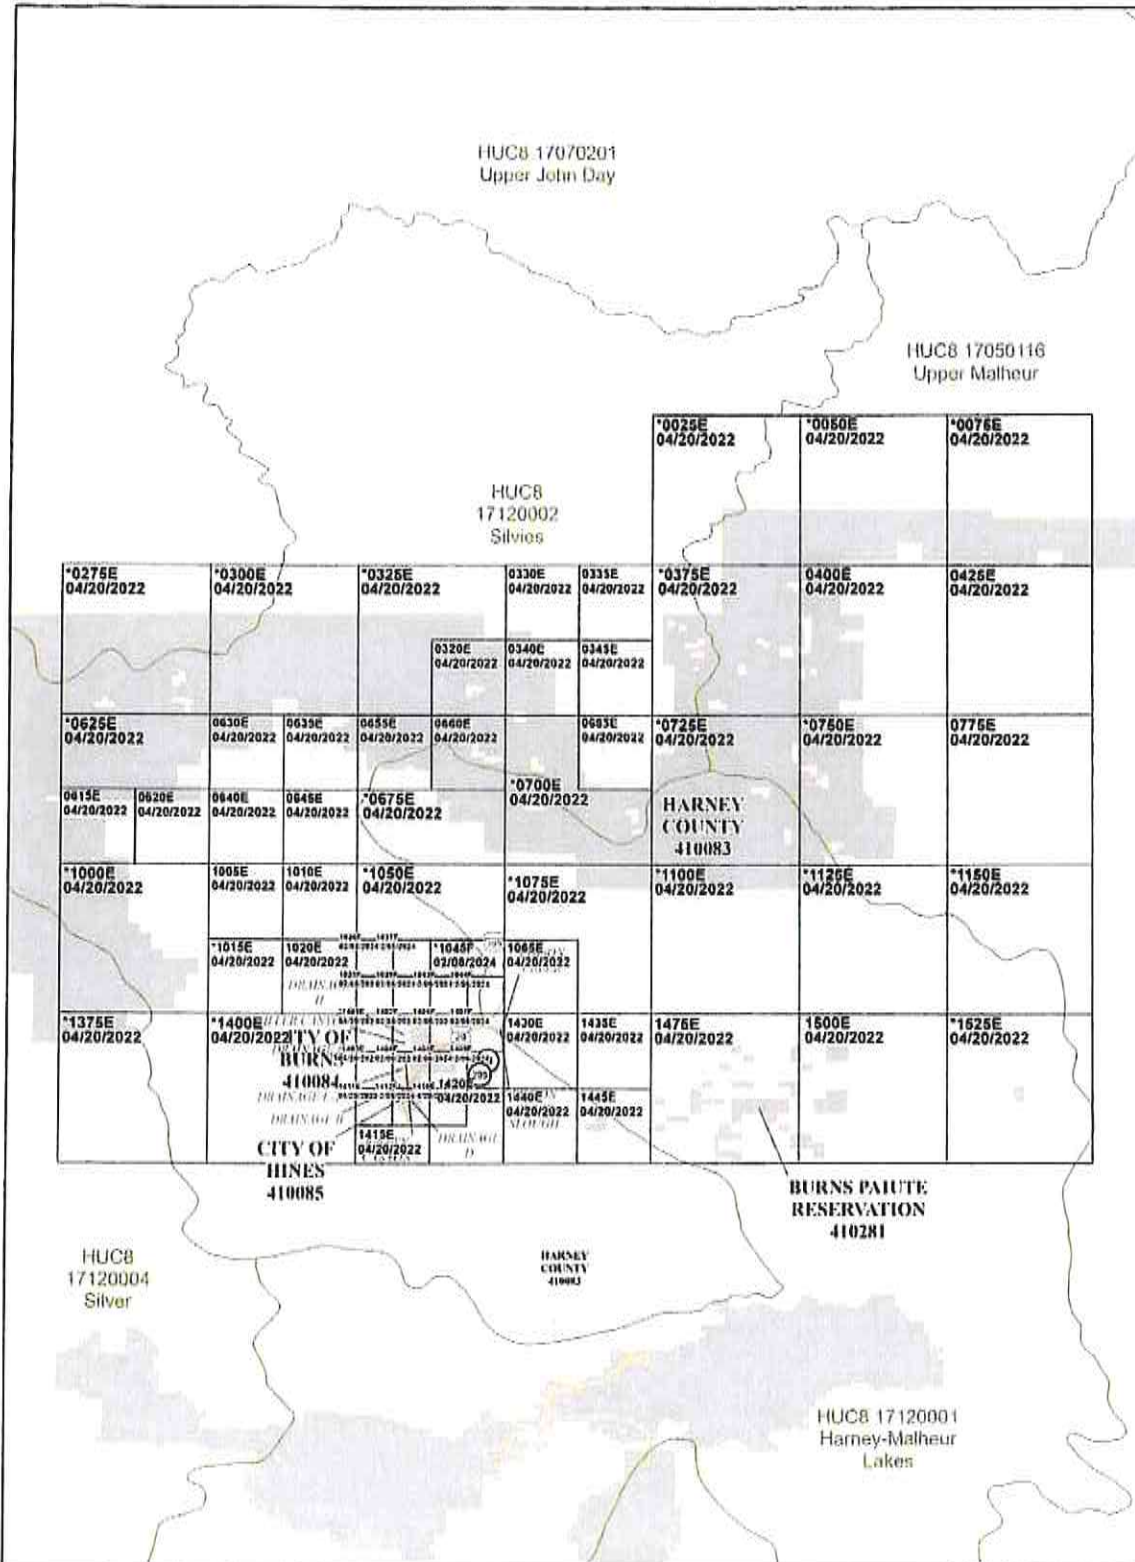 HUC8 17070201
Upper John Day
HUC8 17050116
Upper Malheur
*0025E
04/20/2022
*0050E
04/20/2022
*0075E
04/20/2022
HUC8
17120002
Silvies
*0275E
04/20/2022
*0300E
04/20/2022
*0325E
04/20/2022
0330E
04/20/2022
0335E
04/20/2022
*0375E
04/20/2022
0400E
04/20/2022
0425E
04/20/2022
0320E
04/20/2022
0340E
04/20/2022
0345E
04/20/2022
*0625E
04/20/2022
0630E
04/20/2022
0635E
04/20/2022
0655E
04/20/2022
0660E
04/20/2022
04/20/2022
*0725E
04/20/2022
*0750E
04/20/2022
0775E
04/20/2022
0615E
04/20/2022
0620E
04/20/2022
0640E
04/20/2022
0645E
04/20/2022
*0675E
04/20/2022
*0700E
04/20/2022
HARNEY
COUNTY
410083
*1000E
04/20/2022
1005E
04/20/2022
1010E
04/20/2022
*1050E
04/20/2022
*1075E
04/20/2022
*1100E
04/20/2022
*1125E
04/20/2022
*1150E
04/20/2022
*1015E
04/20/2022
1020E
04/20/2022
*1045F
02/08/2024
1065E
04/20/2022
*1375E
04/20/2022
*1400E
04/20/2022
CITY OF
BURNS
410084
1430E
04/20/2022
1435E
04/20/2022
1475E
04/20/2022
1500E
04/20/2022
*1525E
04/20/2022
20
395
1420E
04/20/2022
1440E
04/20/2022
SLOUGH
1445E
04/20/2022
DRAINAGE B
DRAINAGE
D
1415E
04/20/2022
CITY OF
HINES
410085
BURNS PAIUTE
RESERVATION
410281
HUC8
17120004
Silver
HARNEY
COUNTY
410083
HUC8 17120001
Harney-Malheur
Lakes